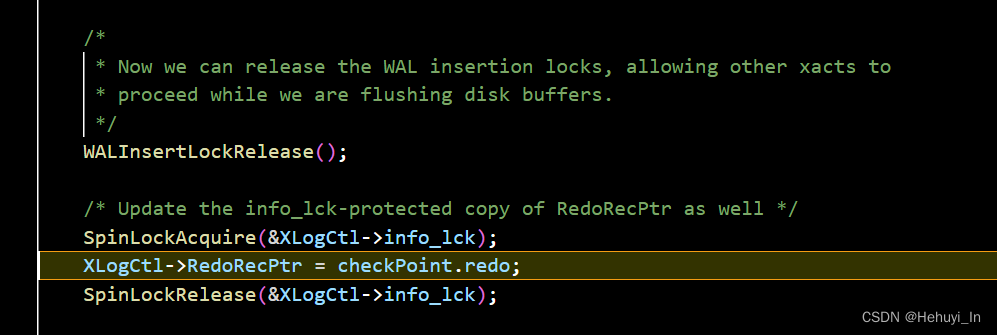 /*
* Now we can release the WAL insertion locks, allowing other xacts to
* proceed while we are flushing disk buffers.
*/
WALInsertLockRelease();
/* Update the info_lck-protected copy of RedoRecPtr as well */
SpinLockAcquire(&XLogCtl->info_lck);
XLogCtl->RedoRecPtr = checkPoint.redo;
SpinLockRelease(&XLogCtl->info_lck);
CSDN @Hehuyi_In